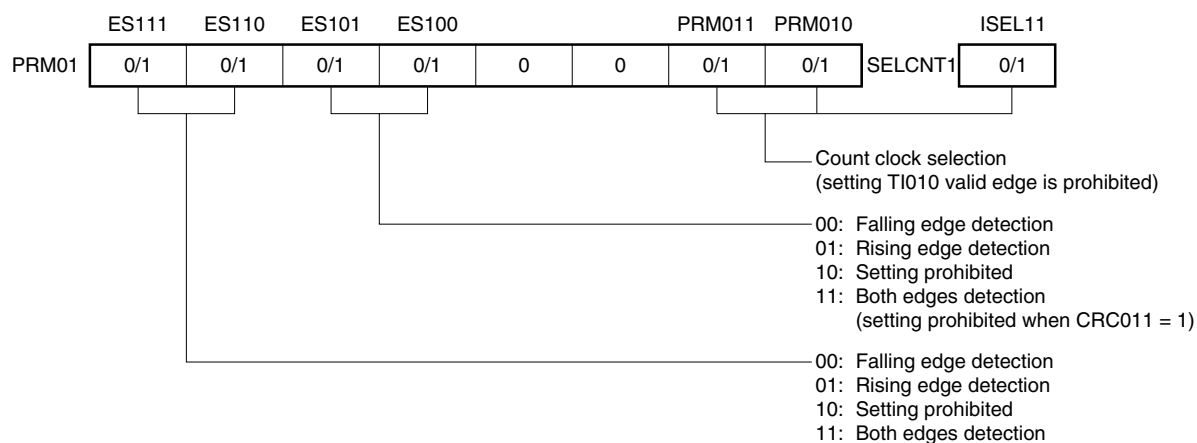 ES111 ES110 ES101 ES100 PRM011 PRM010 ISEL11
PRM01 0/1 0/1 0/1 0/1 0 0 0/1 0/1 SELCNT1 0/1
Count clock selection
(setting TI010 valid edge is prohibited)
00: Falling edge detection
01: Rising edge detection
10: Setting prohibited
11: Both edges detection
(setting prohibited when CRC011 = 1)
00: Falling edge detection
01: Rising edge detection
10: Setting prohibited
11: Both edges detection